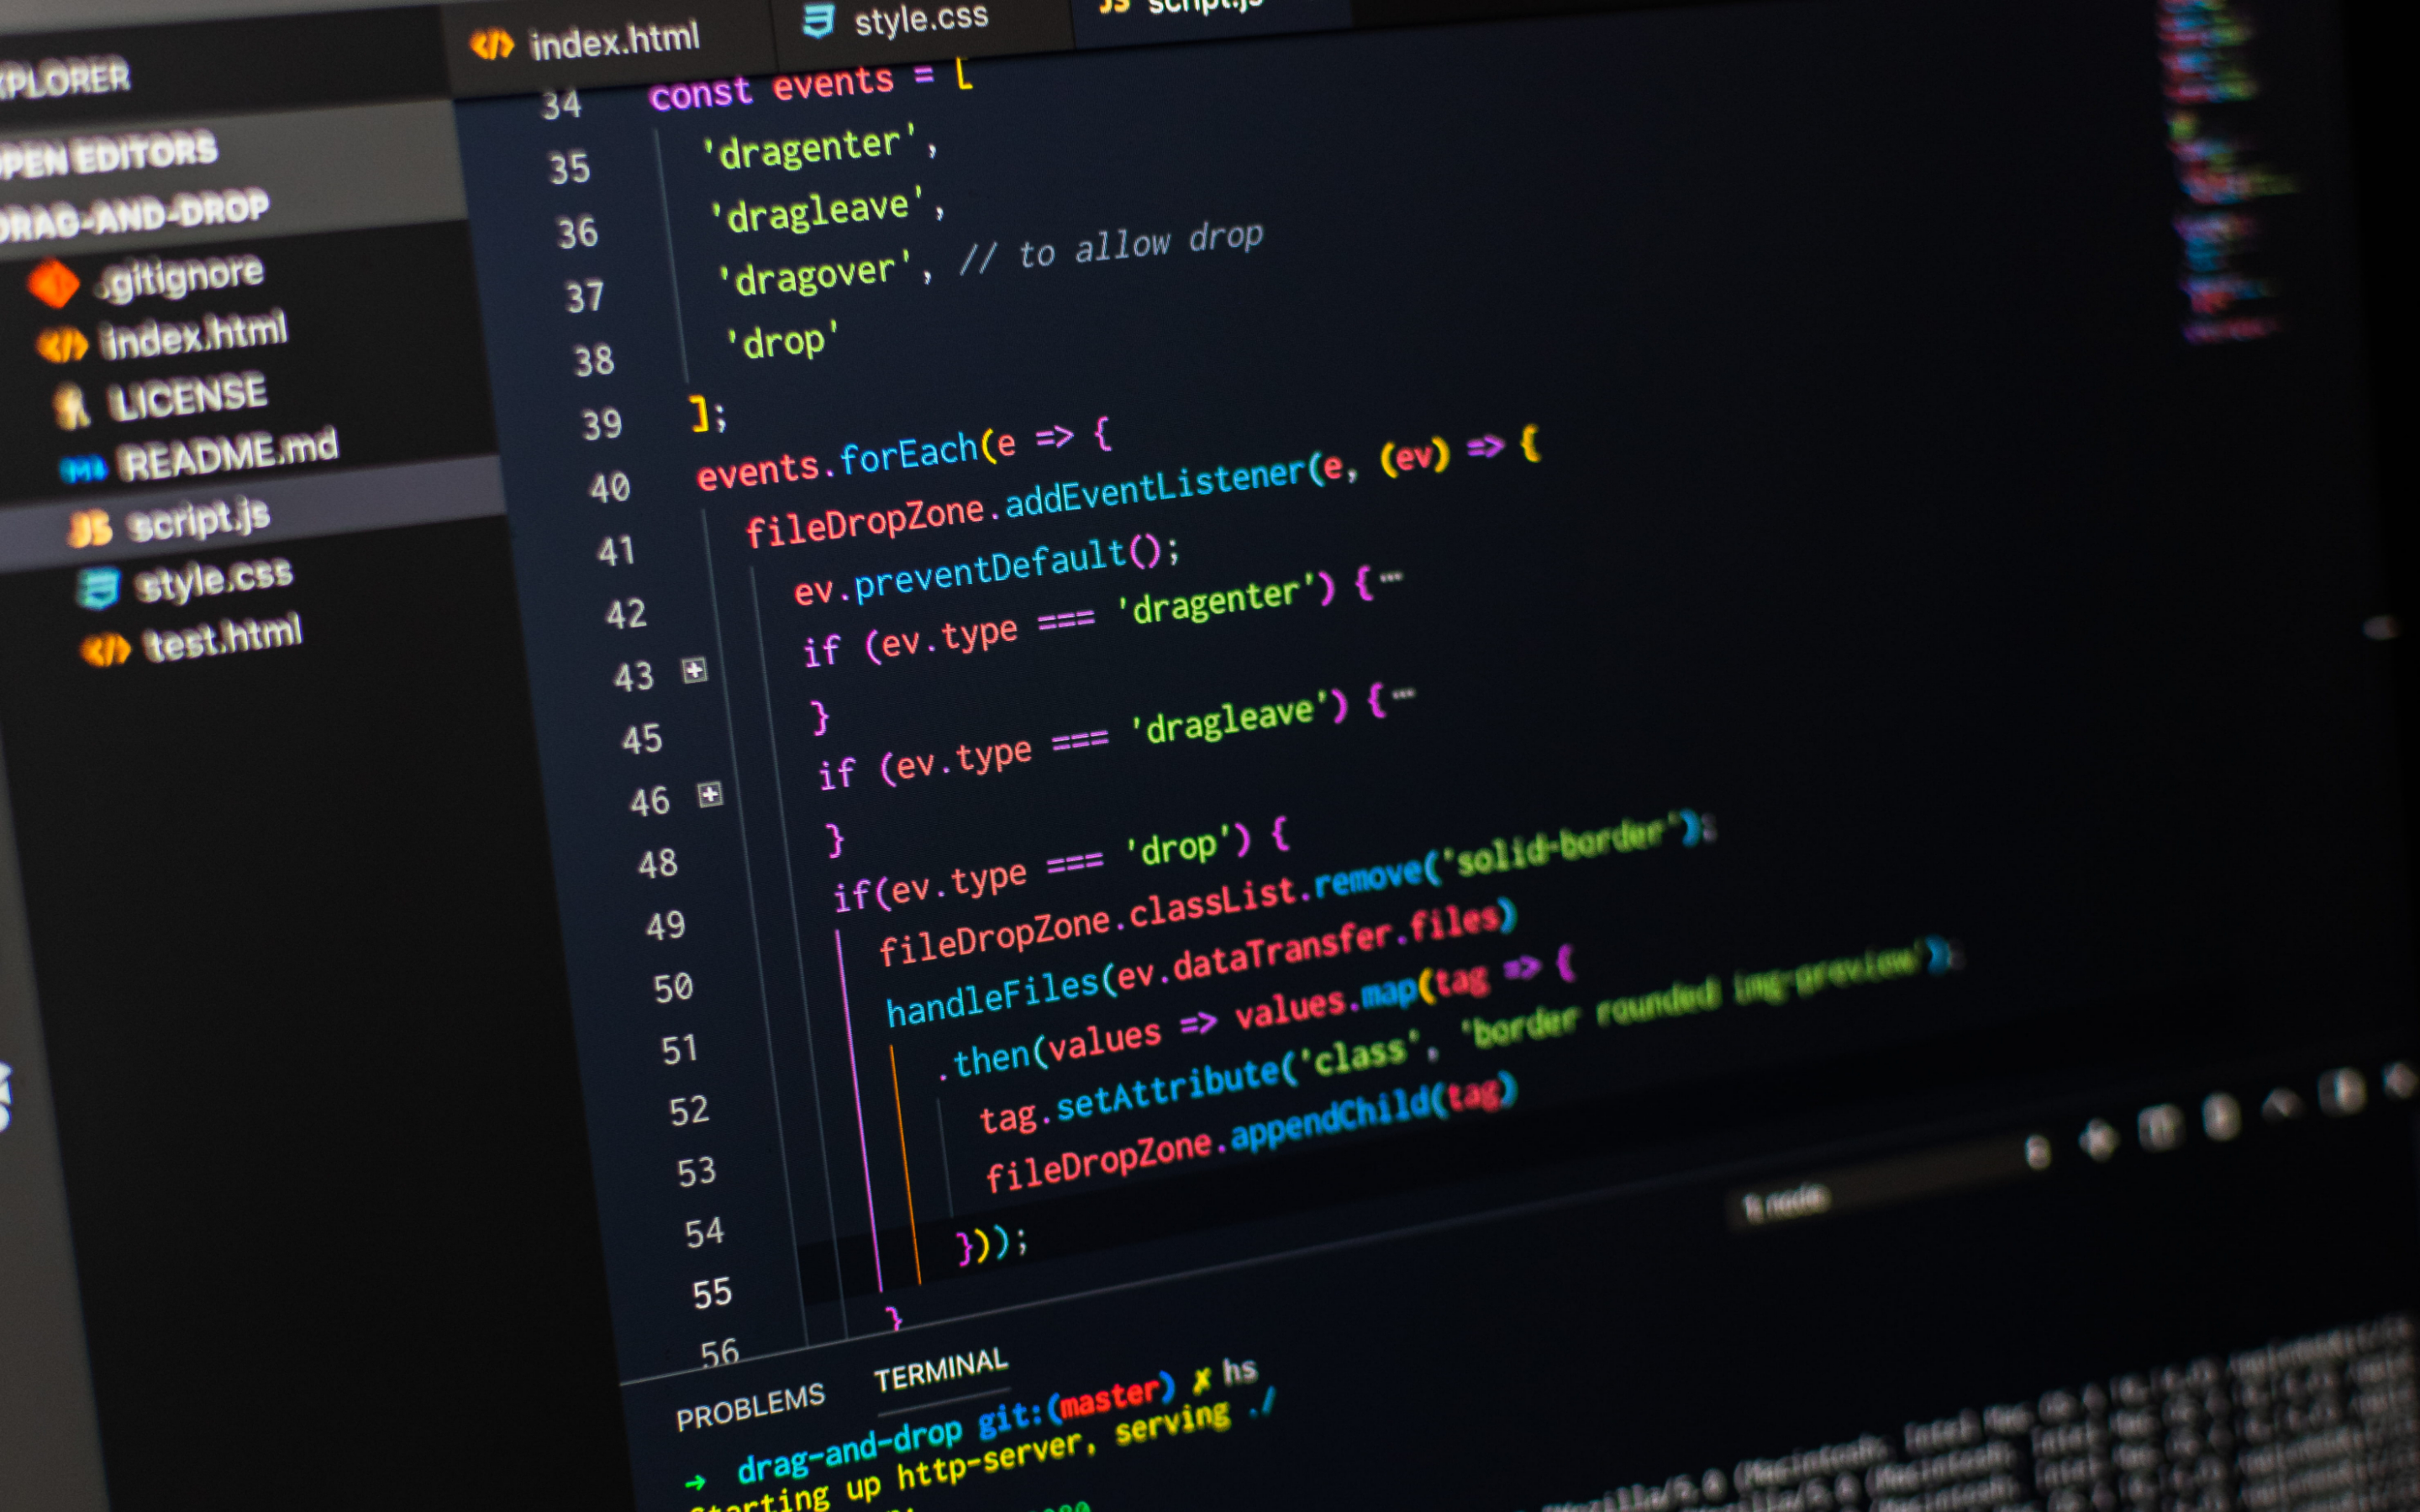 index.html
style.css
script.js
EXPLORER
OPEN EDITORS
DRAG-AND-DROP
.gitignore
index.html
LICENSE
README.md
JS script.js
style.css
test.html
34 const events = [
35 'dragenter',
36 'dragleave',
37 'dragover', // to allow drop
38 'drop'
39 ];
40 events.forEach(e => {
41 fileDropZone.addEventListener(e, (ev) => {
42 ev.preventDefault();
43 if (ev.type === 'dragenter') {…
45 }
46 if (ev.type === 'dragleave') {…
48 }
49 if(ev.type === 'drop') {
50 fileDropZone.classList.remove('solid-border');
51 handleFiles(ev.dataTransfer.files)
52 .then(values => values.map(tag => {
53 tag.setAttribute('class', 'border rounded img-preview');
54 fileDropZone.appendChild(tag)
55 }));
56 }
PROBLEMS
TERMINAL
1: node
→ drag-and-drop git:(master) ✗ hs
Starting up http-server, serving ./